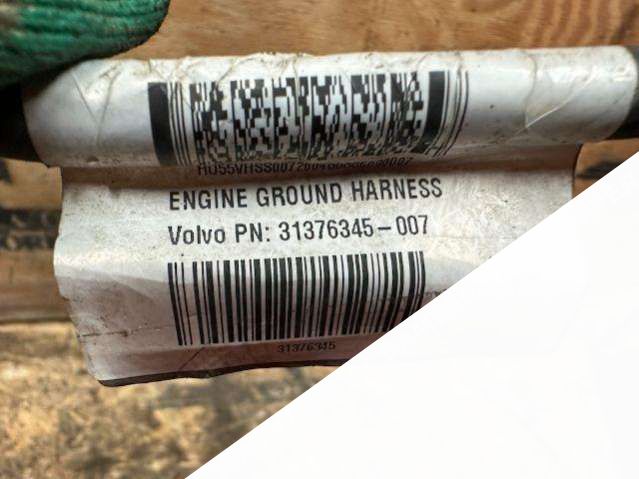 ENGINE GROUND HARNESS
Volvo PN: 31376345-007
31376345